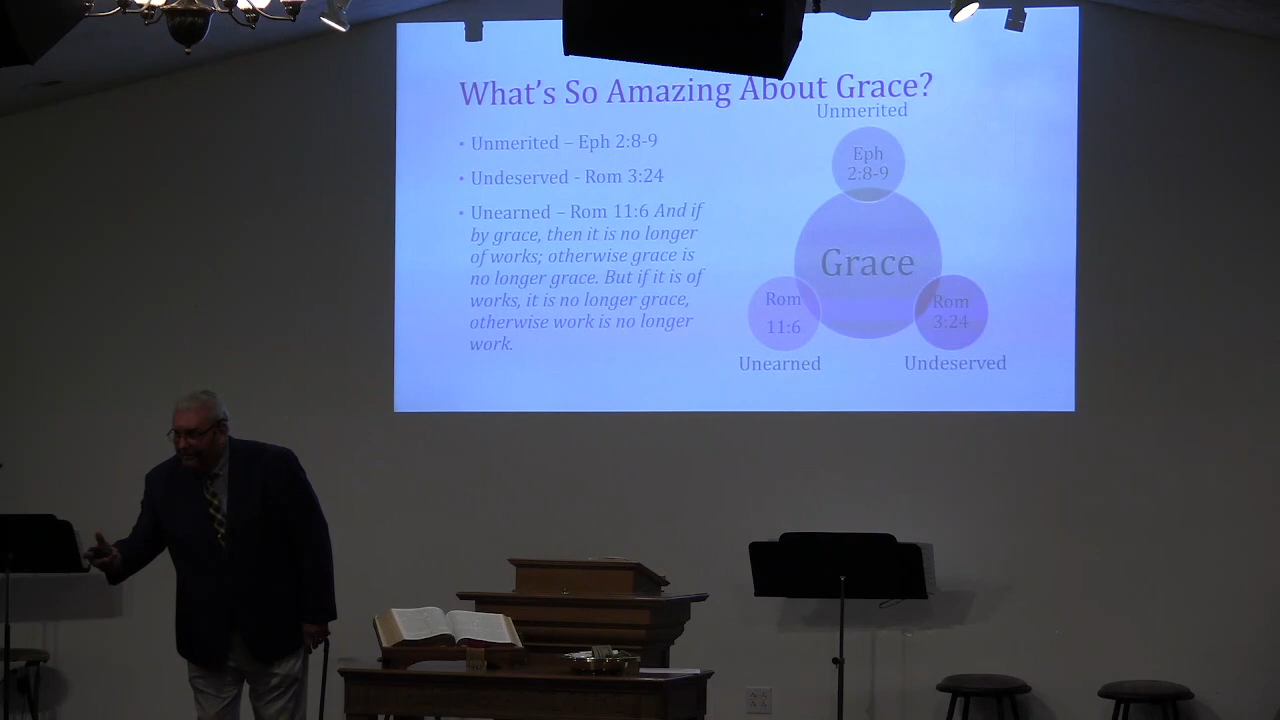 What's So Amazing About Grace?
• Unmerited – Eph 2:8-9
• Undeserved - Rom 3:24
• Unearned – Rom 11:6 And if
by grace, then it is no longer
of works; otherwise grace is
no longer grace. But if it is of
works, it is no longer grace,
otherwise work is no longer
work.
Unmerited
Eph
2:8-9
Grace
Rom
11:6
Unearned
Rom
3:24
Undeserved